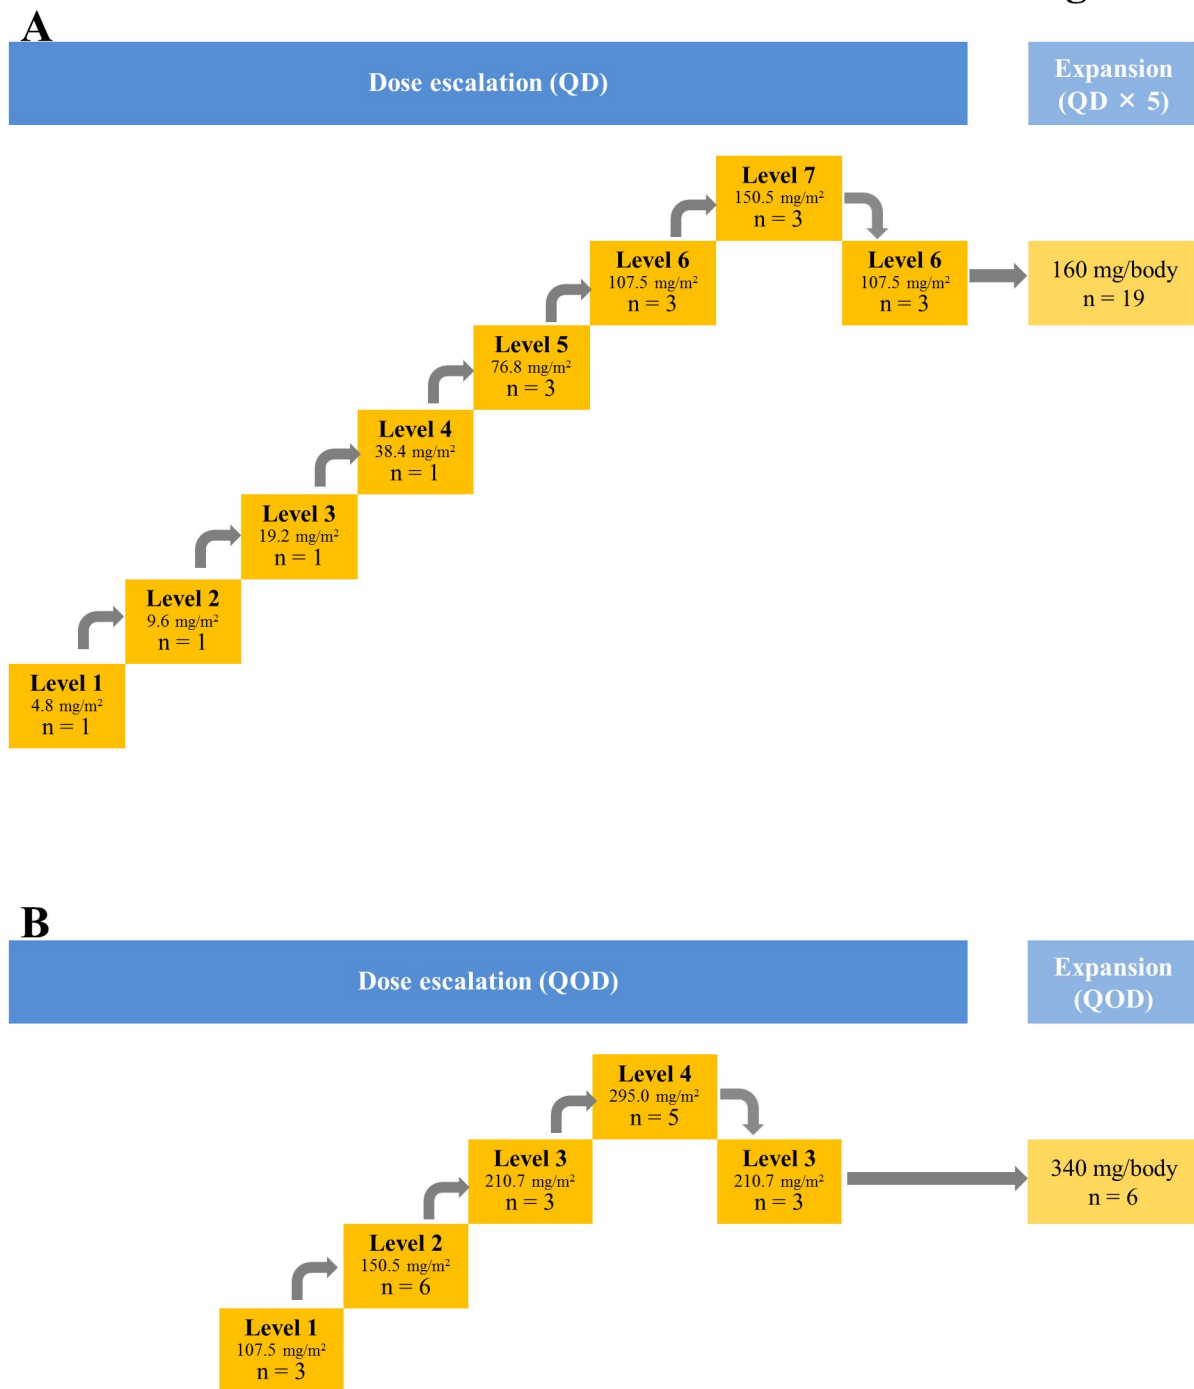 g
A
Dose escalation (QD)
Expansion
(QD × 5)
Level 7
150.5 mg/m²
n = 3
Level 6
107.5 mg/m²
n = 3
Level 6
107.5 mg/m²
n = 3
160 mg/body
n = 19
Level 5
76.8 mg/m²
n = 3
Level 4
38.4 mg/m²
n = 1
Level 3
19.2 mg/m²
n = 1
Level 2
9.6 mg/m²
n = 1
Level 1
4.8 mg/m²
n = 1
B
Dose escalation (QOD)
Expansion
(QOD)
Level 4
295.0 mg/m²
n = 5
Level 3
210.7 mg/m²
n = 3
Level 3
210.7 mg/m²
n = 3
340 mg/body
n = 6
Level 2
150.5 mg/m²
n = 6
Level 1
107.5 mg/m²
n = 3